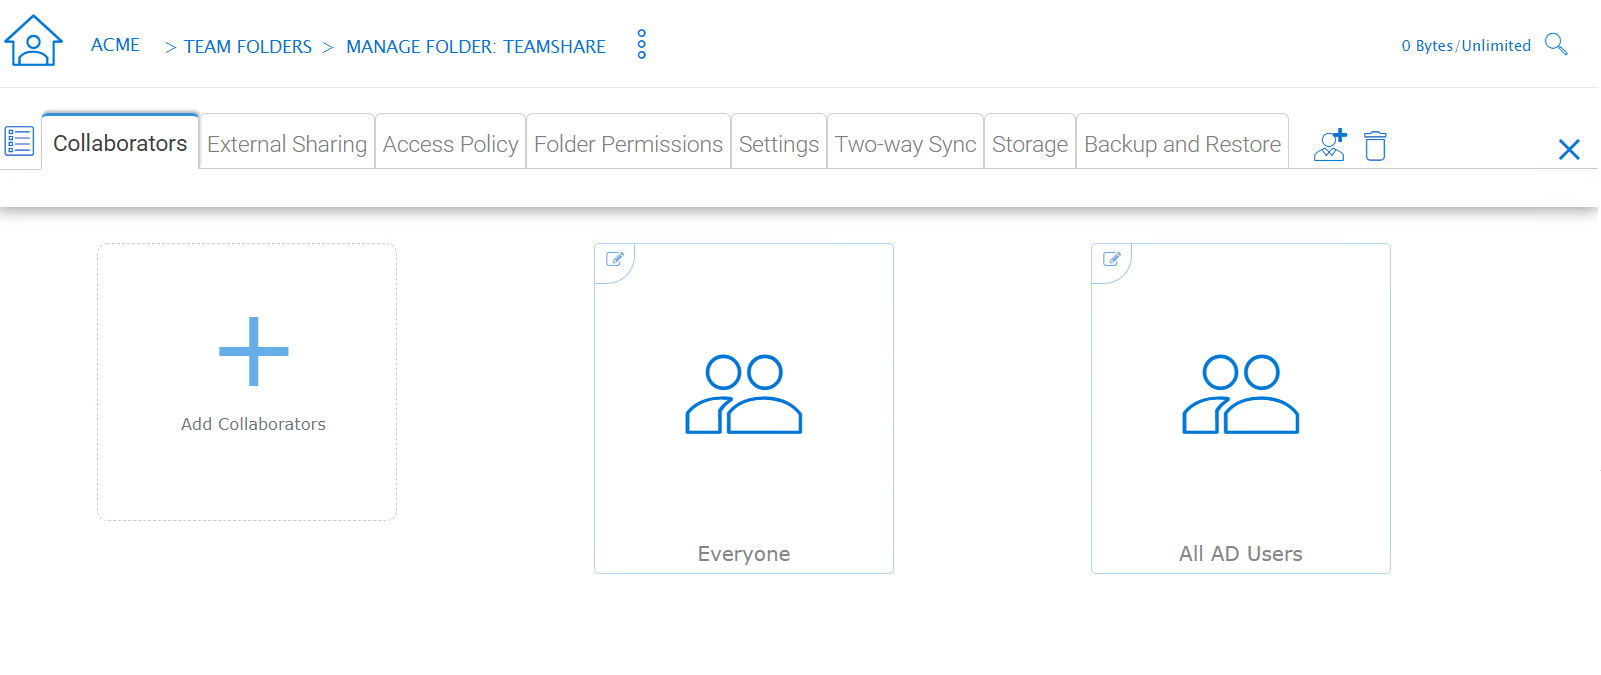 ACME > TEAM FOLDERS > MANAGE FOLDER: TEAMSHARE 0 Bytes/Unlimited
Collaborators External Sharing Access Policy Folder Permissions Settings Two-way Sync Storage Backup and Restore
Add Collaborators
Everyone All AD Users